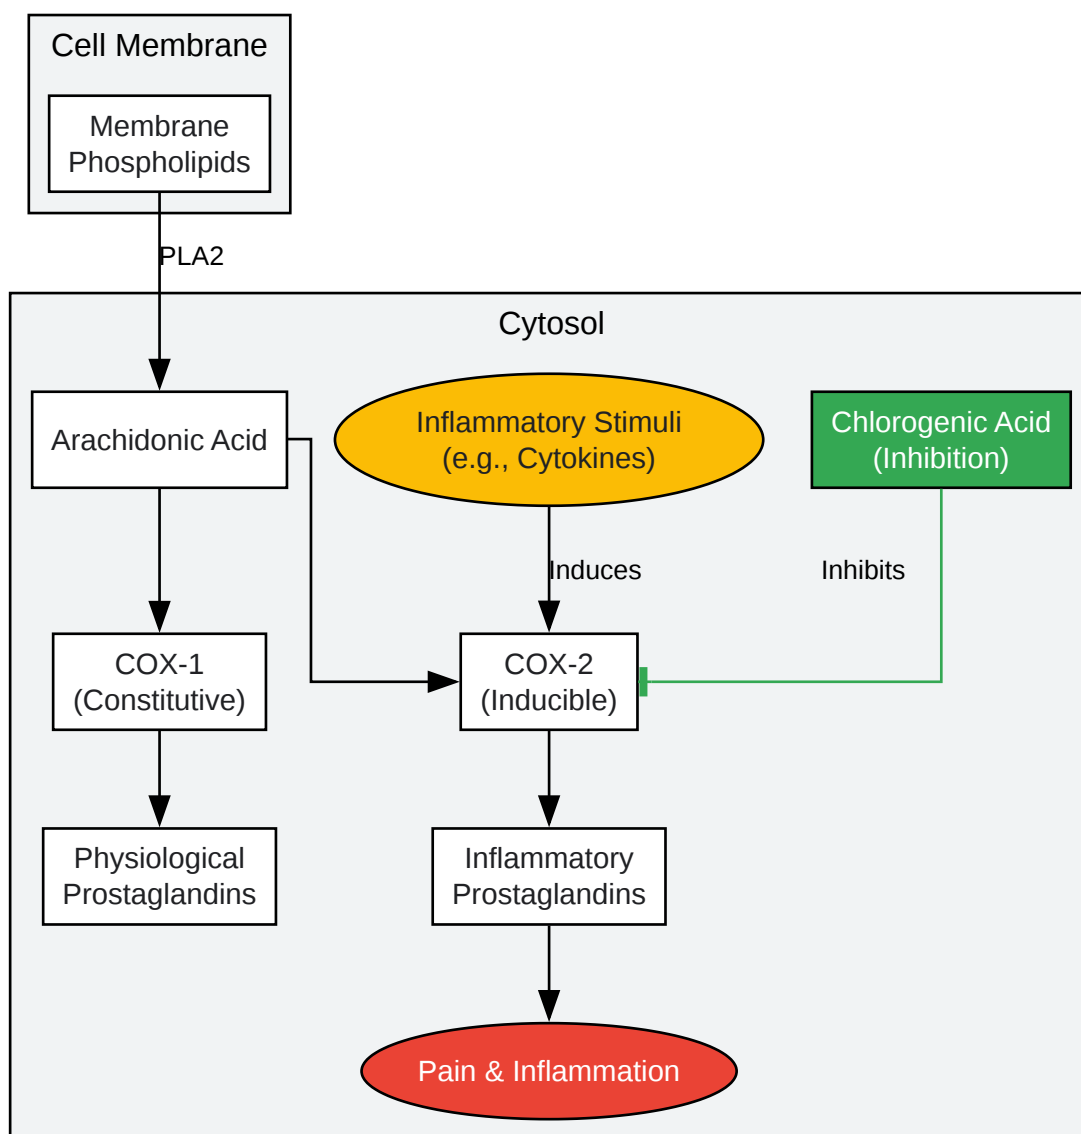 Cell Membrane
Membrane
Phospholipids
PLA2
Cytosol
Arachidonic Acid
Inflammatory Stimuli
(e.g., Cytokines)
Chlorogenic Acid
(Inhibition)
Induces
Inhibits
COX-1
(Constitutive)
COX-2
(Inducible)
Physiological
Prostaglandins
Inflammatory
Prostaglandins
Pain & Inflammation